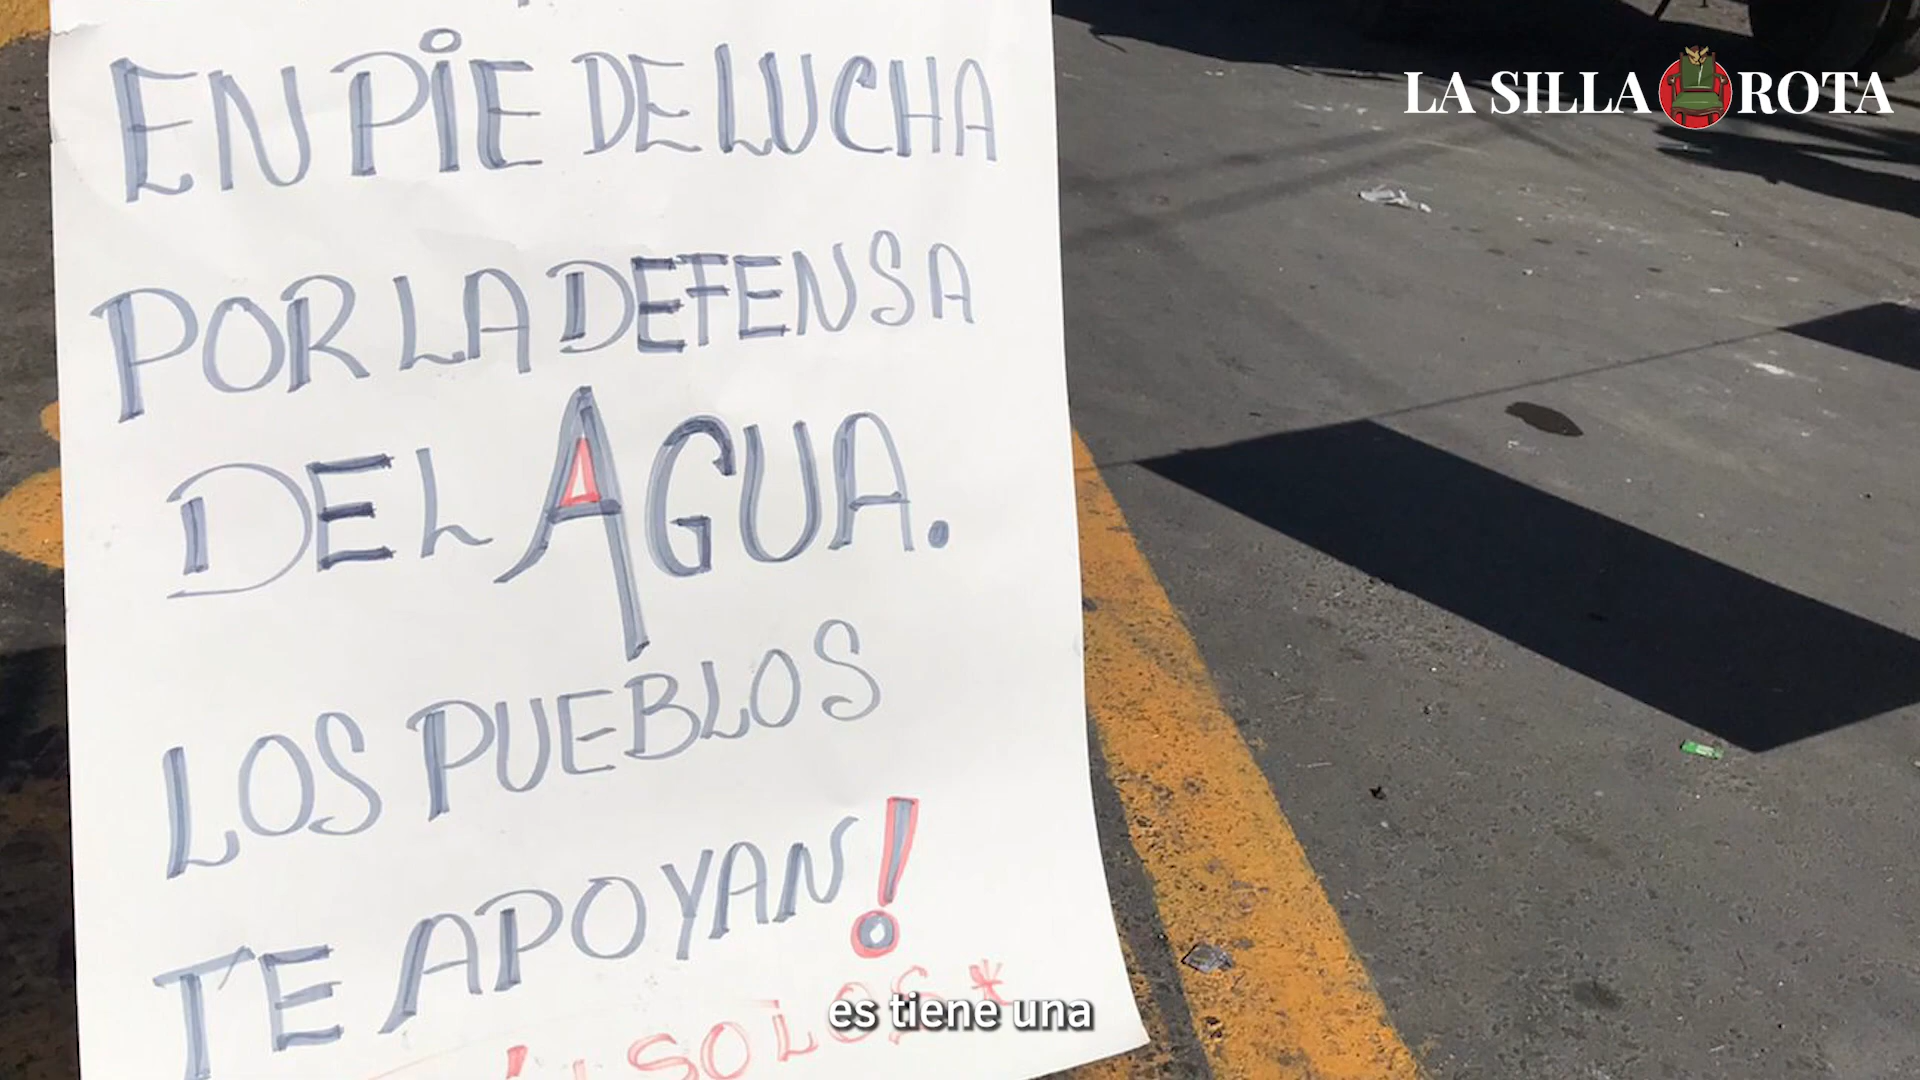 LA SILLA ROTA
EN PIE DE LUCHA
POR LA DEFENSA
DEL AGUA.
LOS PUEBLOS
TE APOYAN!
SOLOS*
es tiene una